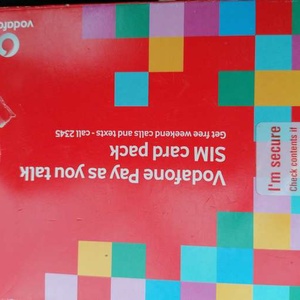 Vodafone Pay as you talk
SIM card pack
Get free weekend calls and texts - call 2345
I'm secure
Check contents if
vodafo